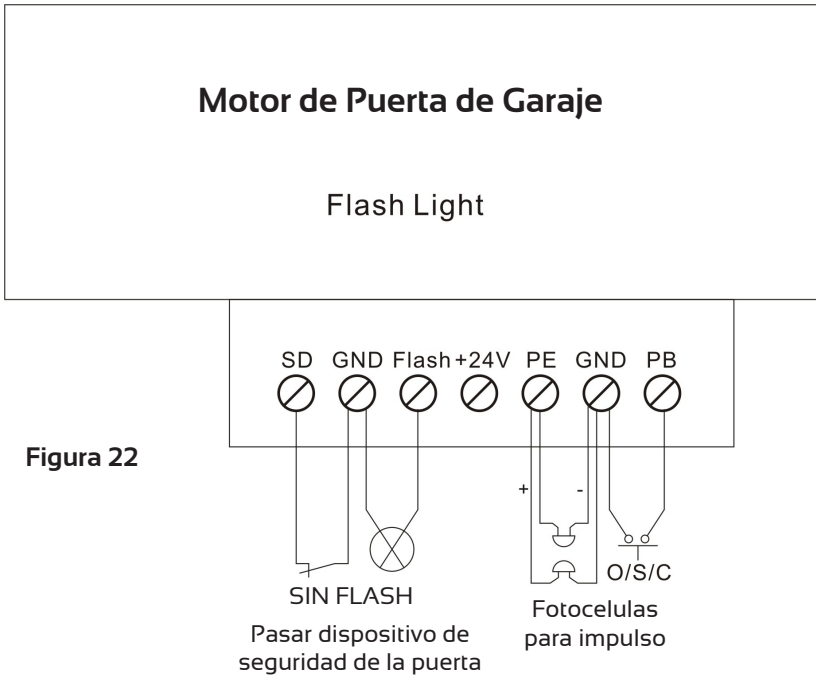 Motor de Puerta de Garaje
Flash Light
SD GND Flash +24V PE GND PB
Figura 22
+ -
O/S/C
SIN FLASH
Pasar dispositivo de
seguridad de la puerta
Fotocelulas
para impulso